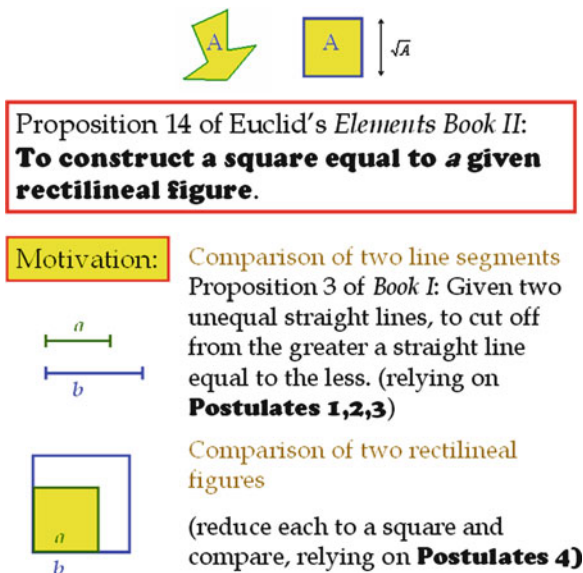 A
A
√A
Proposition 14 of Euclid's Elements Book II:
To construct a square equal to a given
rectilineal figure.
Motivation:
Comparison of two line segments
Proposition 3 of Book I: Given two
unequal straight lines, to cut off
from the greater a straight line
equal to the less. (relying on
Postulates 1,2,3)
a
b
Comparison of two rectilineal
figures
(reduce each to a square and
compare, relying on Postulates 4)
a
b